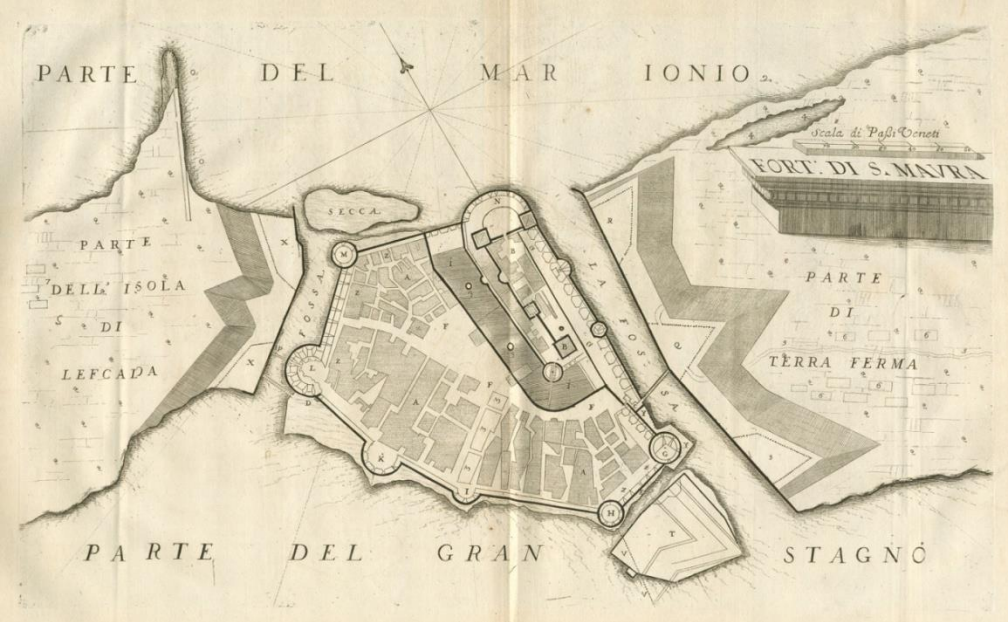 PARTE DEL MAR IONIO
Scala di Paßi Veneti
FORT.' DI S. MAVRA
SECCA
PARTE
DELL' ISOLA
DI
LEFCADA
LA FOSSA
FOSSA
PARTE
DI
TERRA FERMA
PARTE DEL GRAN STAGNO
N
M
L
D
K
I
H
G
T
V
X
X
Z
Z
Z
A
A
A
F
F
F
B
B
i
I
R
Q
S